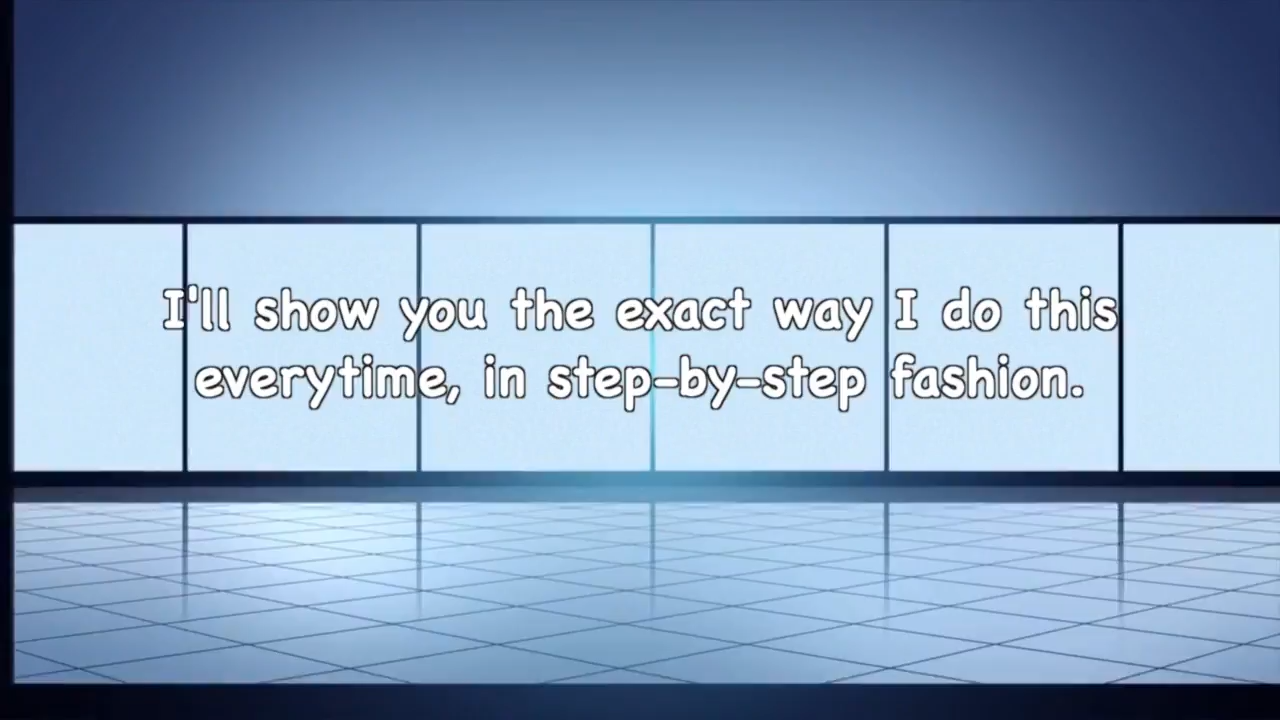 I'll show you the exact way I do this
everytime, in step-by-step fashion.